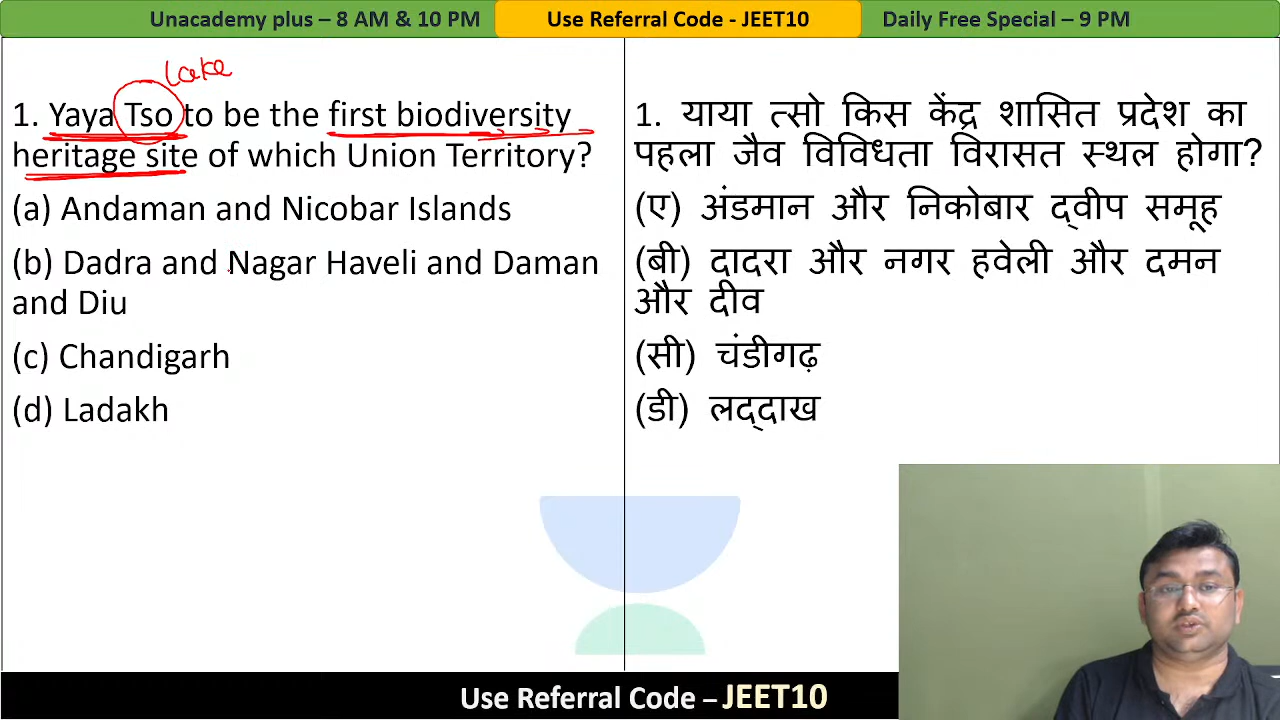 Unacademy plus – 8 AM & 10 PM
Use Referral Code - JEET10
Daily Free Special – 9 PM
lake
1. Yaya Tso to be the first biodiversity
heritage site of which Union Territory?
(a) Andaman and Nicobar Islands
(b) Dadra and Nagar Haveli and Daman
and Diu
(c) Chandigarh
(d) Ladakh
1. याया त्सो किस केंद्र शासित प्रदेश का
पहला जैव विविधता विरासत स्थल होगा?
(ए) अंडमान और निकोबार द्वीप समूह
(बी) दादरा और नगर हवेली और दमन
और दीव
(सी) चंडीगढ़
(डी) लद्दाख
Use Referral Code – JEET10